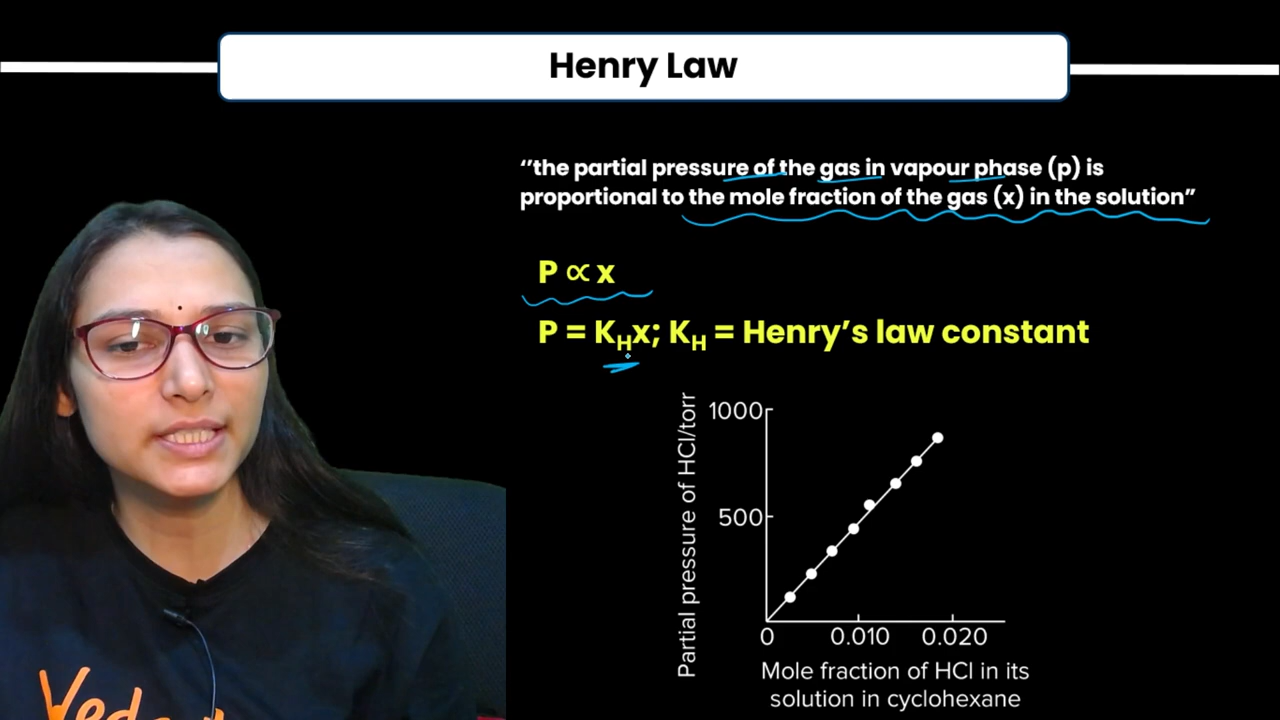 Henry Law
‘’the partial pressure of the gas in vapour phase (p) is
proportional to the mole fraction of the gas (x) in the solution”
P ∝ x
P = K_Hx; K_H = Henry’s law constant
Partial pressure of HCl/torr
1000
500
0 0.010 0.020
Mole fraction of HCl in its
solution in cyclohexane